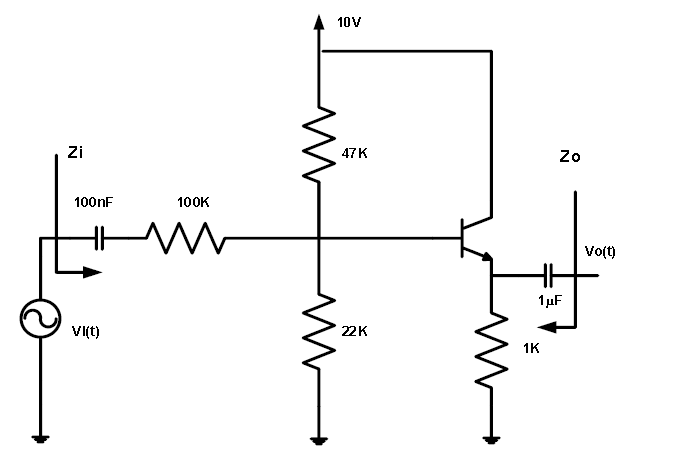 10V
Zi
47K
Zo
100nF
100K
Vo(t)
1µF
VI(t)
22K
1K